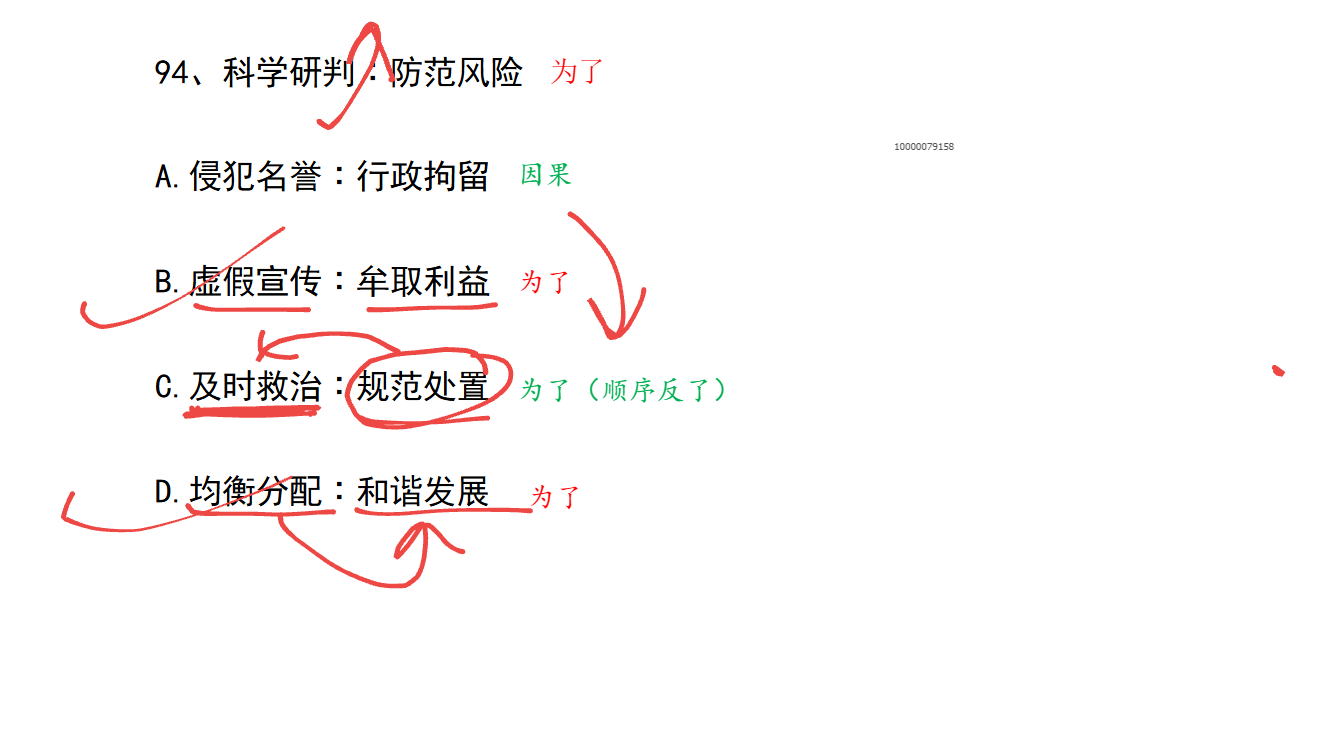 94、科学研判：防范风险 为了
10000079158
A.侵犯名誉：行政拘留 因果
B.虚假宣传：牟取利益 为了
C.及时救治：规范处置 为了（顺序反了）
D.均衡分配：和谐发展 为了